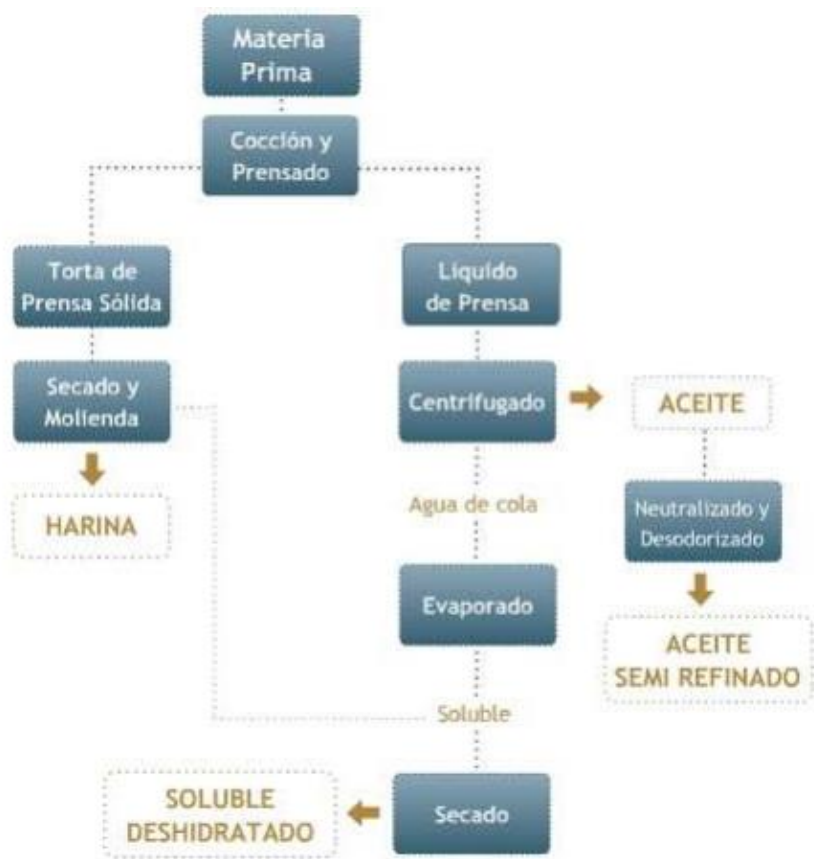 Materia
Prima
Cocción y
Prensado
Torta de
Prensa Sólida
Líquido
de Prensa
Secado y
Molienda
Centrifugado
ACEITE
HARINA
Agua de cola
Neutralizado y
Desodorizado
Evaporado
ACEITE
SEMI REFINADO
Soluble
SOLUBLE
DESHIDRATADO
Secado